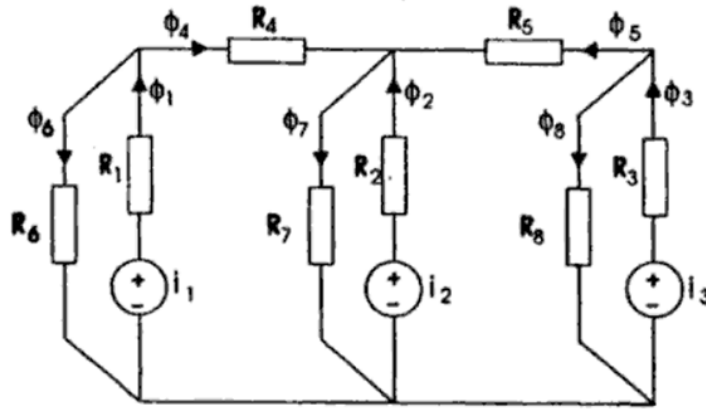 ϕ4 R4 R5 ϕ5
ϕ6 ϕ1 ϕ7 ϕ2 ϕ8 ϕ3
R6 R1 R7 R2 R8 R3
+ + +
− i1 − i2 − i3